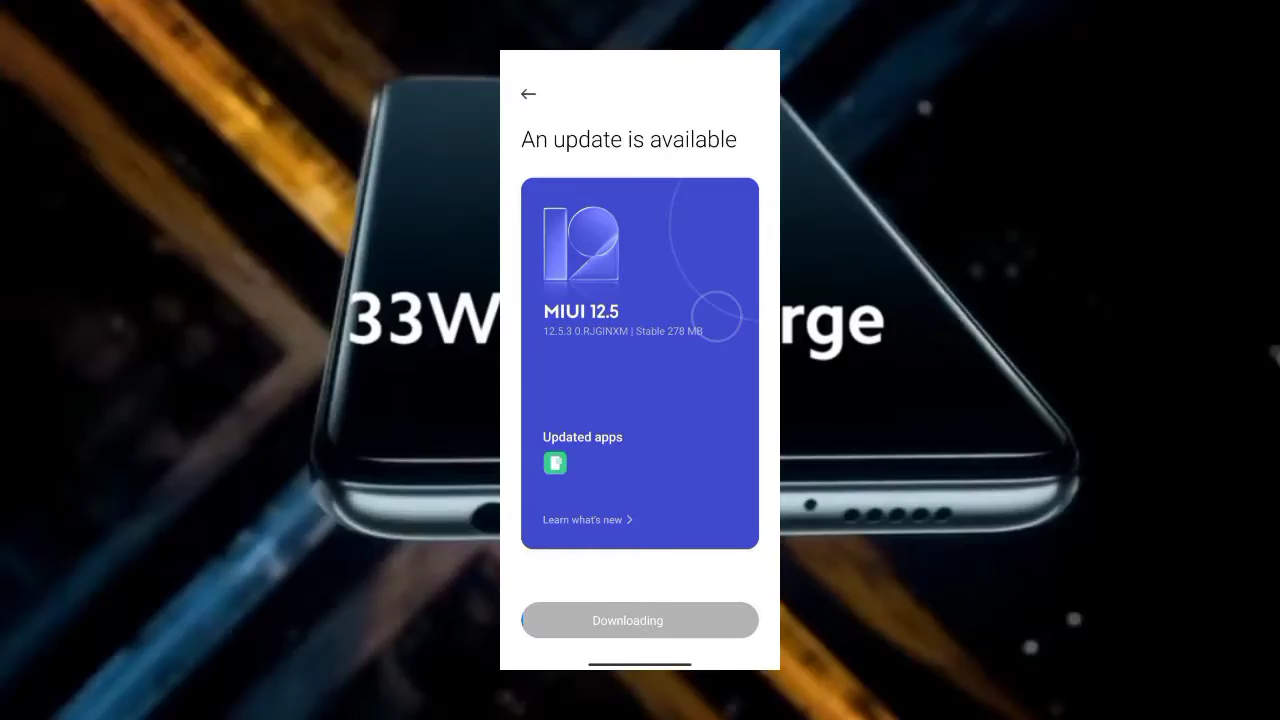 An update is available
12
MIUI 12.5
12.5.3.0.RJGINXM | Stable 278 MB
33W
rge
Updated apps
Learn what's new
Downloading